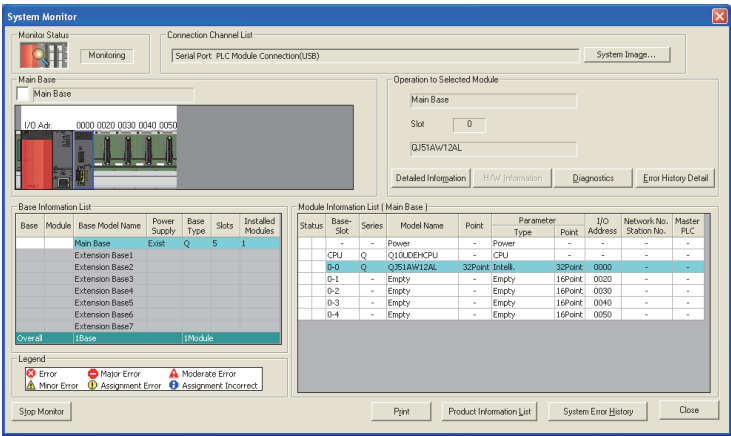 System Monitor
Monitor Status
Monitoring
Connection Channel List
Serial Port PLC Module Connection(USB)
System Image...
Main Base
Main Base
I/O Adr. 0000 0020 0030 0040 0050
Operation to Selected Module
Main Base
Slot 0
QJ51AW12AL
Detailed Information H/W Information Diagnostics Error History Detail
Base Information List
Base Module Base Model Name Power Supply Base Type Slots Installed Modules
Main Base Exist Q 5 1
Extension Base1
Extension Base2
Extension Base3
Extension Base4
Extension Base5
Extension Base6
Extension Base7
Overall 1Base 1Module
Module Information List ( Main Base )
Status Base-Slot Series Model Name Point Parameter Type Point I/O Address Network No. Station No. Master PLC
- - Power - Power - - - -
CPU Q Q10UDEHCPU - CPU - - - -
0-0 Q QJ51AW12AL 32Point Intelli. 32Point 0000 - -
0-1 - Empty - Empty 16Point 0020 - -
0-2 - Empty - Empty 16Point 0030 - -
0-3 - Empty - Empty 16Point 0040 - -
0-4 - Empty - Empty 16Point 0050 - -
Legend
Error Major Error Moderate Error
Minor Error Assignment Error Assignment Incorrect
Stop Monitor
Print Product Information List System Error History Close